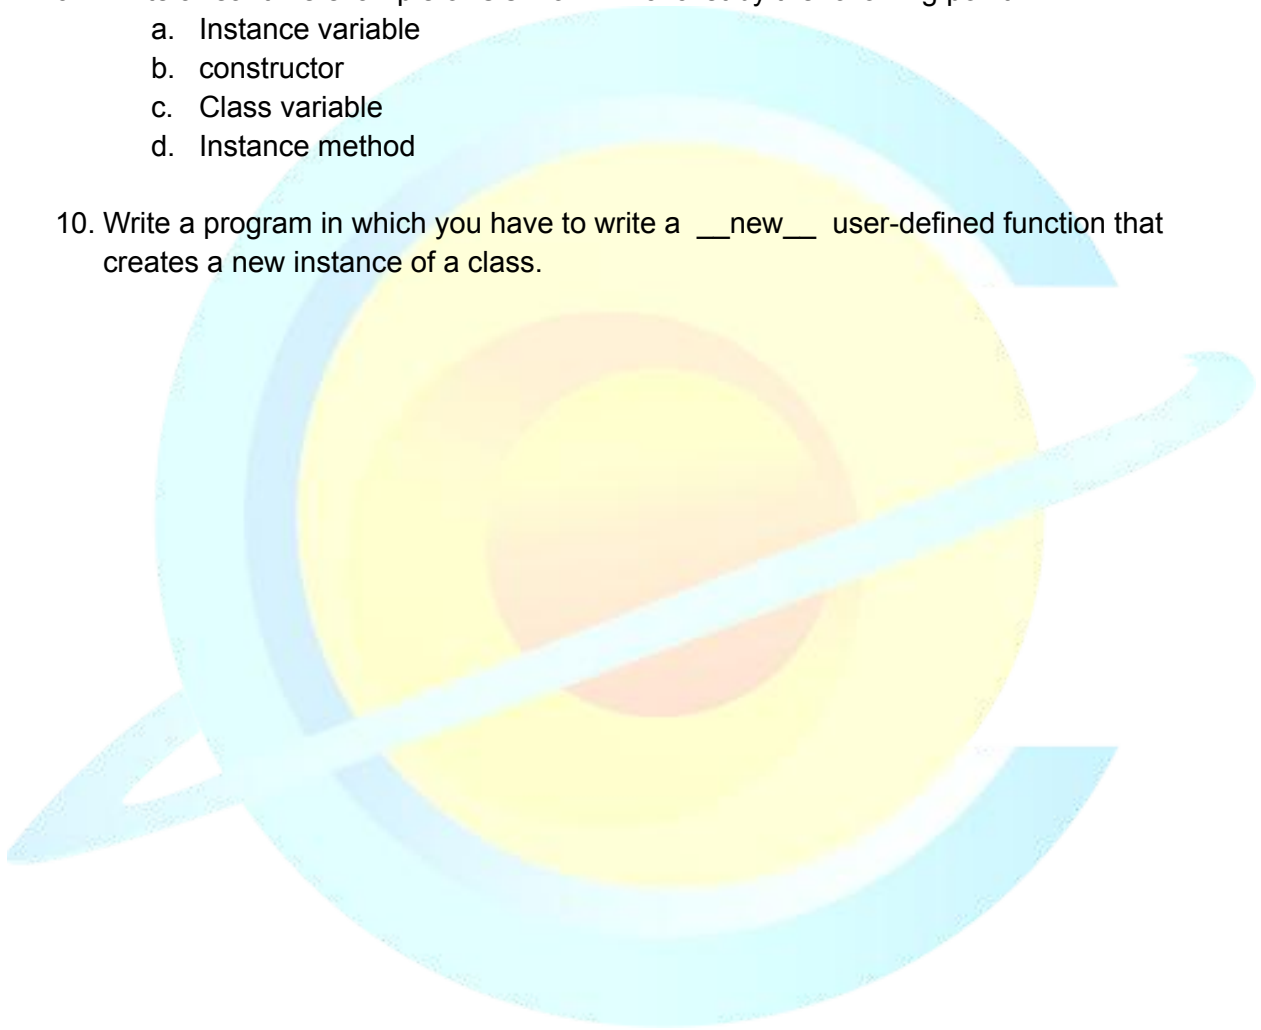 a. Instance variable
b. constructor
c. Class variable
d. Instance method
10. Write a program in which you have to write a __new__ user-defined function that
creates a new instance of a class.